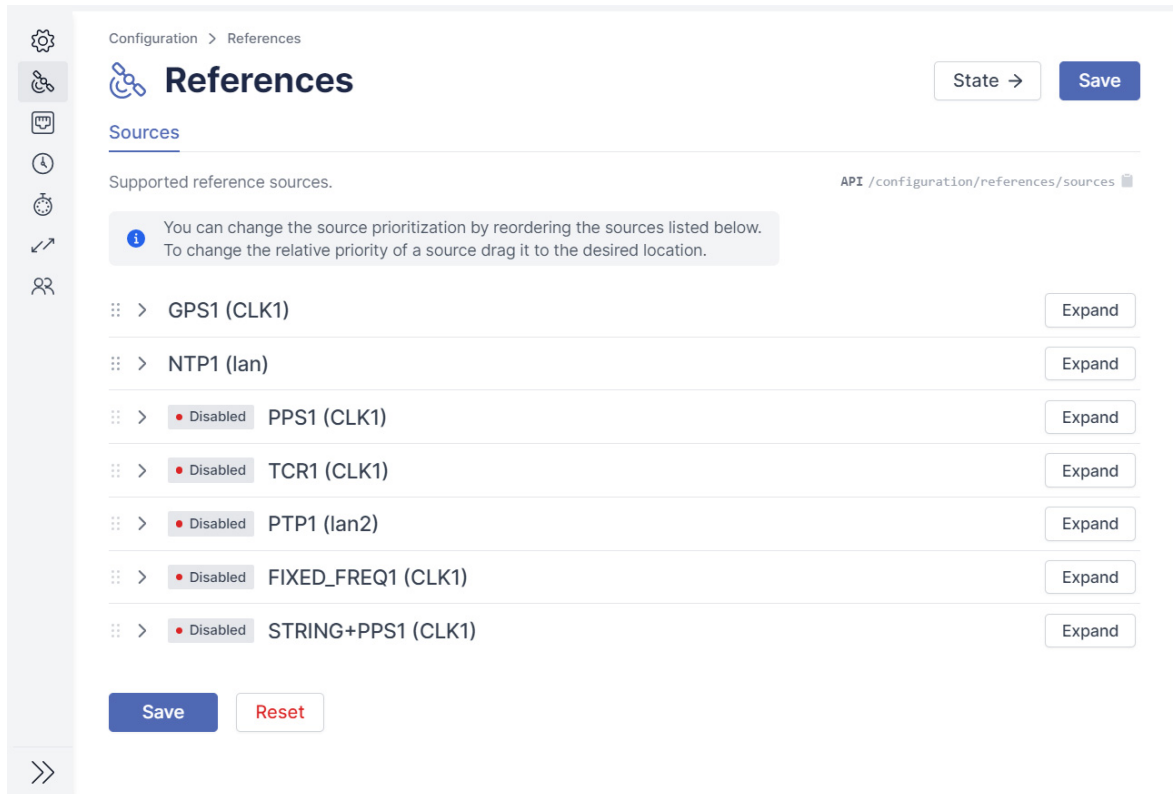 Configuration > References
References
State →
Save
Sources
Supported reference sources.
API /configuration/references/sources
You can change the source prioritization by reordering the sources listed below.
To change the relative priority of a source drag it to the desired location.
GPS1 (CLK1)
Expand
NTP1 (lan)
Expand
Disabled PPS1 (CLK1)
Expand
Disabled TCR1 (CLK1)
Expand
Disabled PTP1 (lan2)
Expand
Disabled FIXED_FREQ1 (CLK1)
Expand
Disabled STRING+PPS1 (CLK1)
Expand
Save
Reset